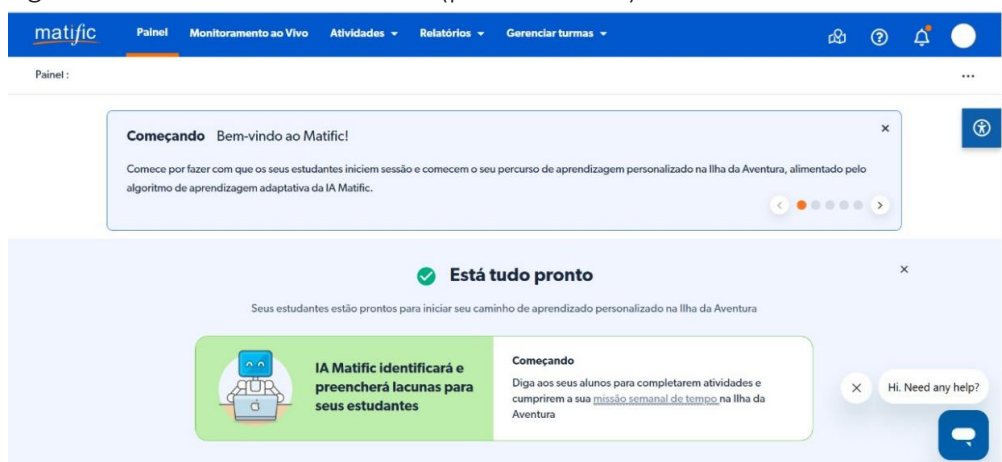 matific Painel Monitoramento ao Vivo Atividades Relatórios Gerenciar turmas
Painel :
Começando Bem-vindo ao Matific!
Comece por fazer com que os seus estudantes iniciem sessão e comecem o seu percurso de aprendizagem personalizado na Ilha da Aventura, alimentado pelo
algoritmo de aprendizagem adaptativa da IA Matific.
Está tudo pronto
Seus estudantes estão prontos para iniciar seu caminho de aprendizado personalizado na Ilha da Aventura
IA Matific identificará e
preencherá lacunas para
seus estudantes
Começando
Diga aos seus alunos para completarem atividades e
cumprirem a sua missão semanal de tempo na Ilha da
Aventura
Hi. Need any help?